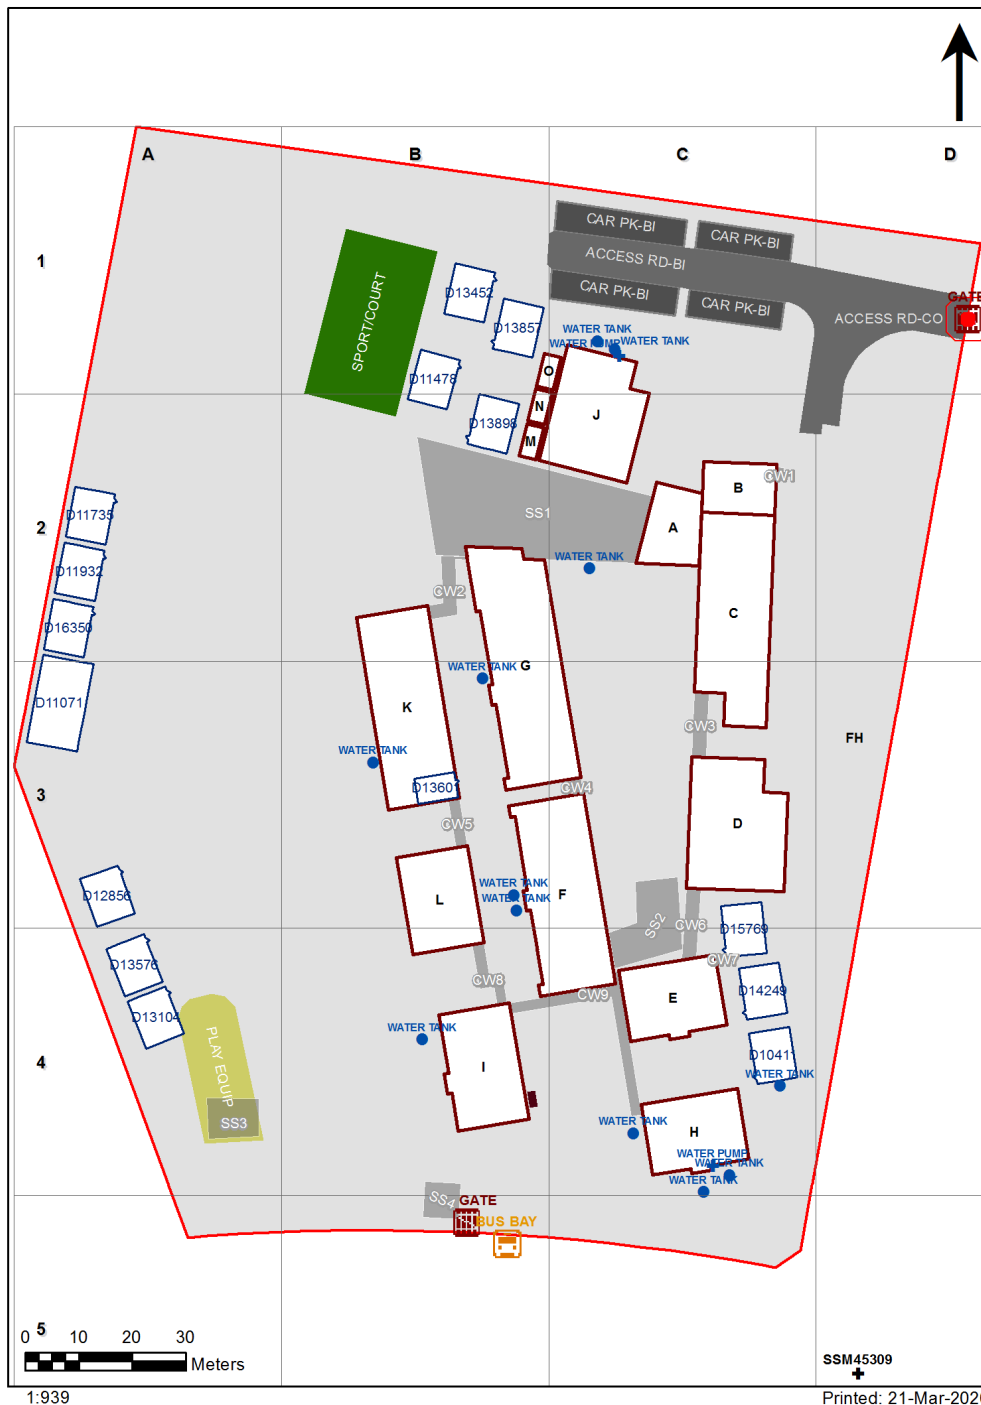 A
B
C
D
CAR PK-BI
CAR PK-BI
1
ACCESS RD-BI
SPORT/COURT
D13452
CAR PK-BI
CAR PK-BI
GATE
ACCESS RD-CO
D13857
WATER TANK
WATER PUMP
WATER TANK
D11478
O
N
J
D13898
M
B
CW1
D11735
2
SS1
A
D11932
WATER TANK
CW2
C
D16350
WATER TANK
G
D11071
K
CW3
FH
WATER TANK
D13601
CW4
3
CW5
D
D12856
WATER TANK
L
F
WATER TANK
SS2
CW6
D15769
D13576
CW7
CW8
D14249
CW9
E
D13104
WATER TANK
PLAY EQUIP
D10411
4
I
WATER TANK
SS3
WATER TANK
H
WATER PUMP
WATER TANK
WATER TANK
SS4
GATE
BUS BAY
5
0 10 20 30
Meters
SSM45309
1:939
Printed: 21-Mar-2020